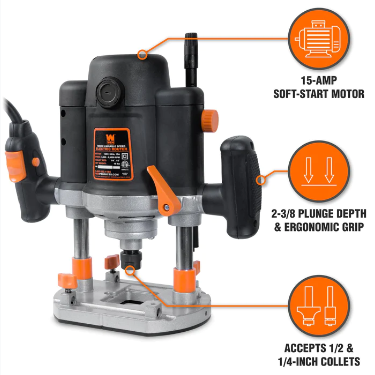 15-AMP
SOFT-START MOTOR
2-3/8 PLUNGE DEPTH
& ERGONOMIC GRIP
ACCEPTS 1/2 &
1/4-INCH COLLETS